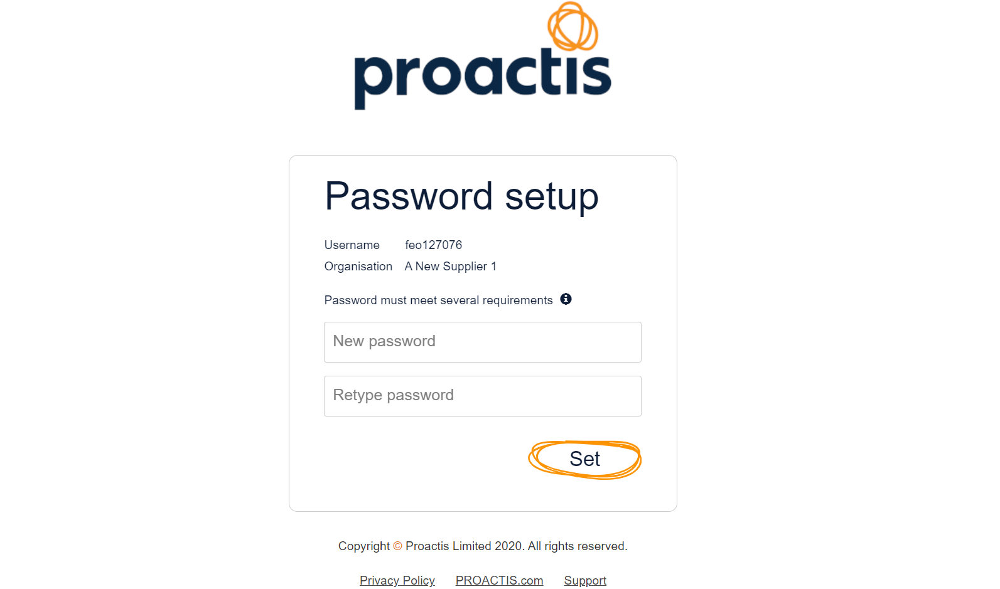 proactis
Password setup
Username feo127076
Organisation A New Supplier 1
Password must meet several requirements
New password
Retype password
Set
Copyright © Proactis Limited 2020. All rights reserved.
Privacy Policy PROACTIS.com Support